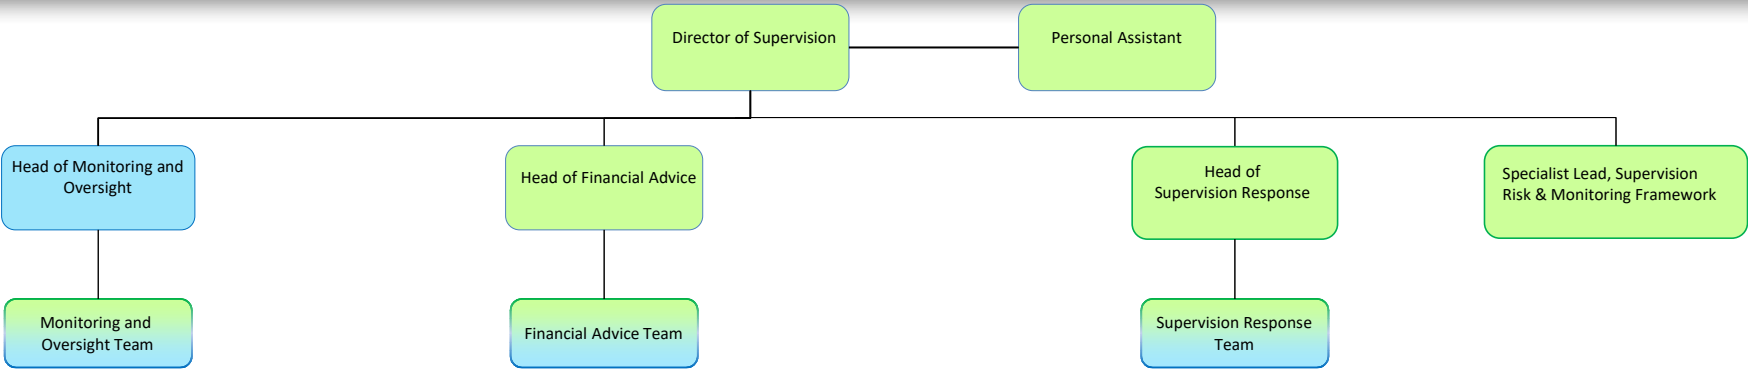 Director of Supervision
Personal Assistant
Head of Monitoring and
Oversight
Head of Financial Advice
Head of
Supervision Response
Specialist Lead, Supervision
Risk & Monitoring Framework
Monitoring and
Oversight Team
Financial Advice Team
Supervision Response
Team